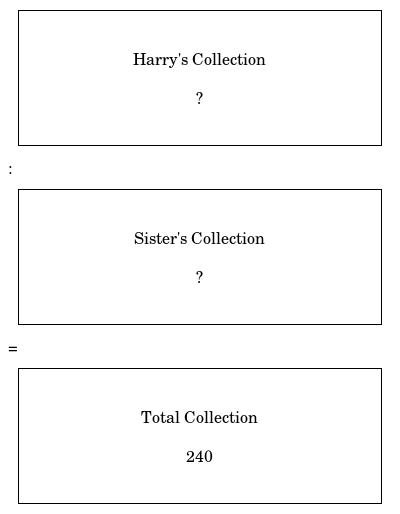 Harry's Collection
?
:
Sister's Collection
?
=
Total Collection
240